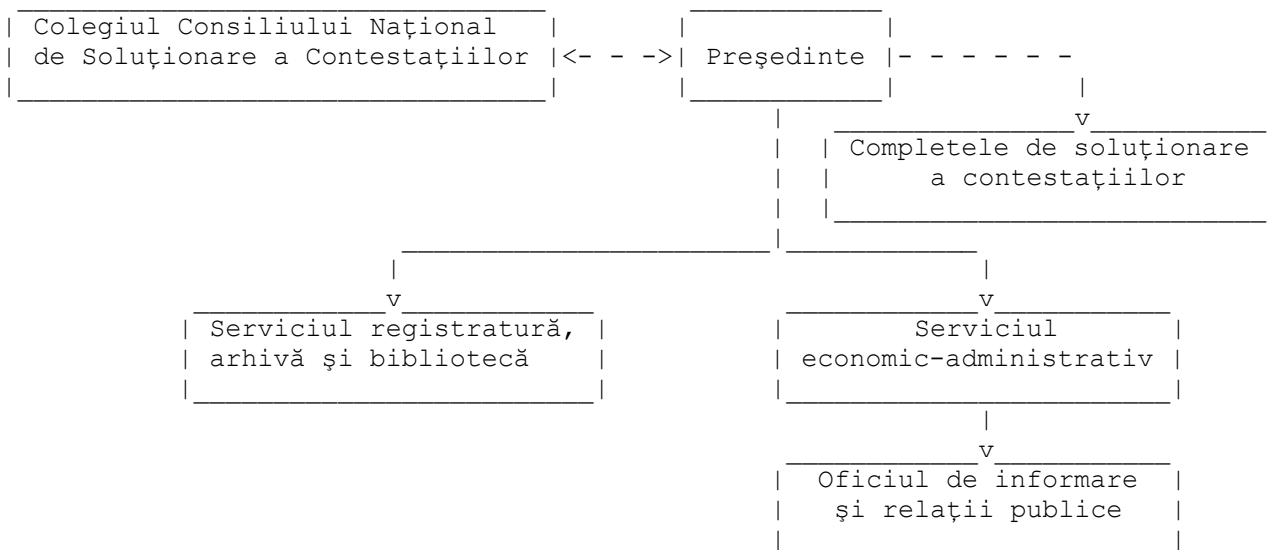 Colegiul Consiliului Naţional
de Soluţionare a Contestaţiilor
Preşedinte
Completele de soluţionare
a contestaţiilor
Serviciul registratură,
arhivă şi bibliotecă
Serviciul
economic-administrativ
Oficiul de informare
şi relaţii publice